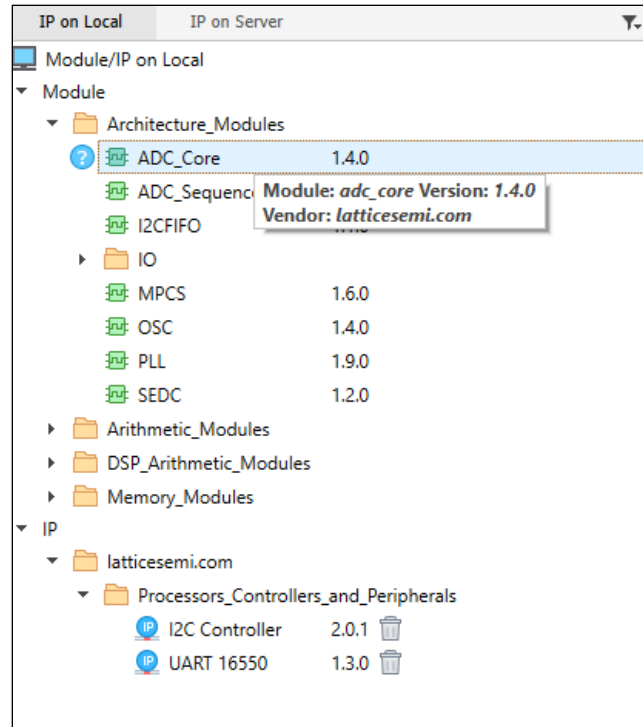 IP on Local IP on Server
Module/IP on Local
Module
Architecture_Modules
ADC_Core 1.4.0
ADC_Sequenc
Module: adc_core Version: 1.4.0
Vendor: latticesemi.com
I2CFIFO
IO
MPCS 1.6.0
OSC 1.4.0
PLL 1.9.0
SEDC 1.2.0
Arithmetic_Modules
DSP_Arithmetic_Modules
Memory_Modules
IP
latticesemi.com
Processors_Controllers_and_Peripherals
IP I2C Controller 2.0.1
IP UART 16550 1.3.0